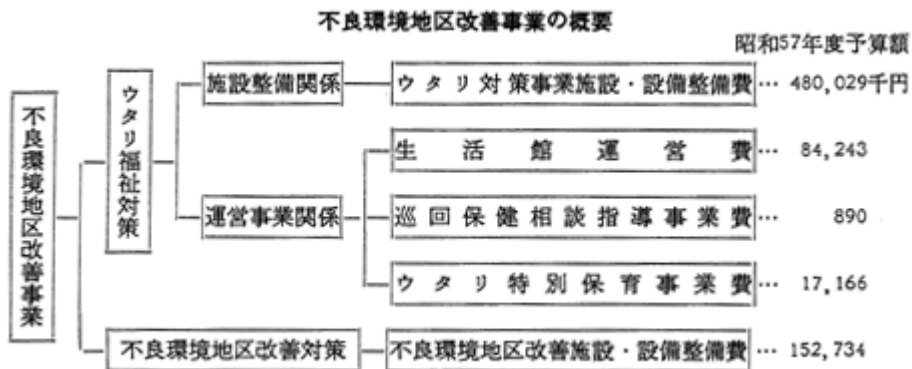 不良環境地区改善事業の概要
昭和57年度予算額
不良環境地区改善事業
ウタリ福祉対策
施設整備関係
ウタリ対策事業施設・設備整備費 … 480,029千円
運営事業関係
生活館運営費 … 84,243
巡回保健相談指導事業費 890
ウタリ特別保育事業費 … 17,166
不良環境地区改善対策
不良環境地区改善施設・設備整備費 … 152,734